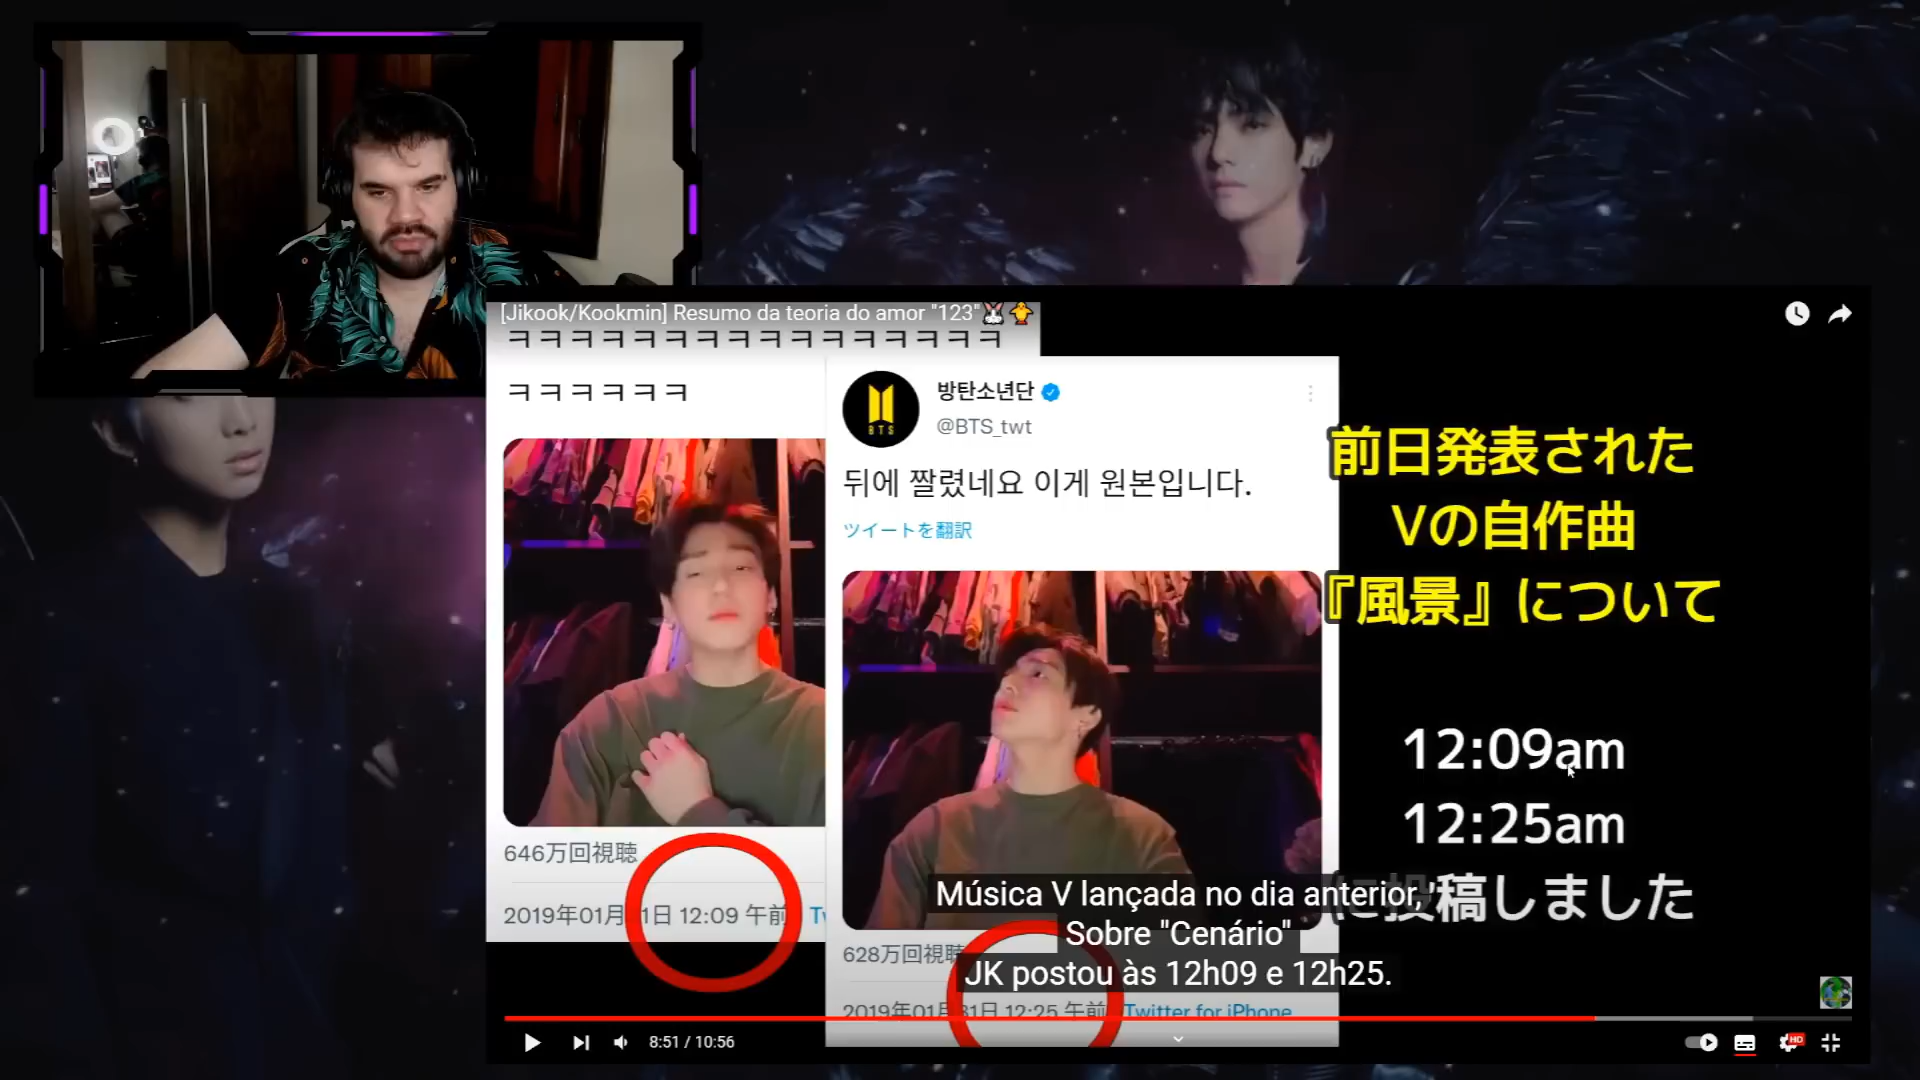 [Jikook/Kookmin] Resumo da teoria do amor "123"🐰🐥
ㅋㅋㅋㅋㅋㅋㅋㅋㅋㅋㅋㅋㅋㅋㅋㅋ
ㅋㅋㅋㅋㅋㅋ
646万回視聴
2019年01月 1日 12:09 午前
BTS
방탄소년단
@BTS_twt
뒤에 짤렸네요 이게 원본입니다.
ツイートを翻訳
628万回視聴
2019年01月31日 12:25 午前
Twitter for iPhone
前日発表された
Vの自作曲
『風景』について
12:09am
12:25am
に投稿しました
Música V lançada no dia anterior,
Sobre "Cenário"
JK postou às 12h09 e 12h25.
8:51 / 10:56
HD